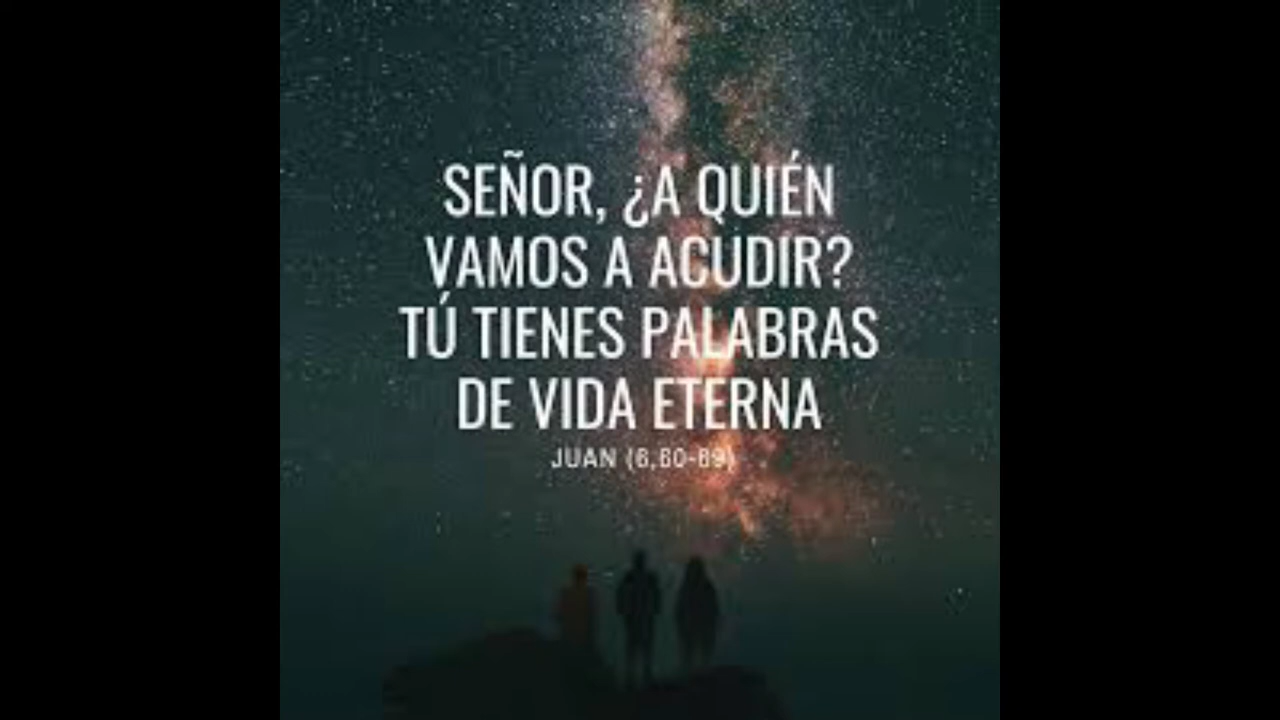 SEÑOR, ¿A QUIÉN
VAMOS A ACUDIR?
TÚ TIENES PALABRAS
DE VIDA ETERNA
JUAN (6,60-69)